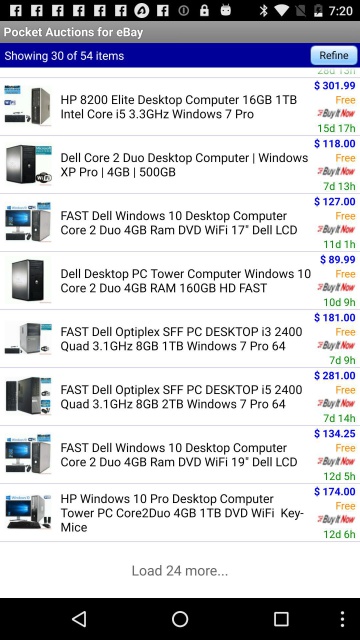 7:20
Pocket Auctions for eBay
Showing 30 of 54 items
Refine
28d 13h
HP 8200 Elite Desktop Computer 16GB 1TB
Intel Core i5 3.3GHz Windows 7 Pro
$ 301.99
Free
Buy It Now
15d 17h
Dell Core 2 Duo Desktop Computer | Windows
XP Pro | 4GB | 500GB
$ 118.00
Free
Buy It Now
7d 13h
FAST Dell Windows 10 Desktop Computer
Core 2 Duo 4GB Ram DVD WiFi 17" Dell LCD
$ 127.00
Free
Buy It Now
11d 1h
Dell Desktop PC Tower Computer Windows 10
Core 2 Duo 4GB RAM 160GB HD FAST
$ 89.99
Free
Buy It Now
10d 9h
FAST Dell Optiplex SFF PC DESKTOP i3 2400
Quad 3.1GHz 8GB 1TB Windows 7 Pro 64
$ 181.00
Free
Buy It Now
7d 9h
FAST Dell Optiplex SFF PC DESKTOP i5 2400
Quad 3.1GHz 8GB 2TB Windows 7 Pro 64
$ 281.00
Free
Buy It Now
7d 14h
FAST Dell Windows 10 Desktop Computer
Core 2 Duo 4GB Ram DVD WiFi 19" Dell LCD
$ 134.25
Free
Buy It Now
12d 5h
HP Windows 10 Pro Desktop Computer
Tower PC Core2Duo 4GB 1TB DVD WiFi Key-
Mice
$ 174.00
Free
Buy It Now
12d 6h
Load 24 more...